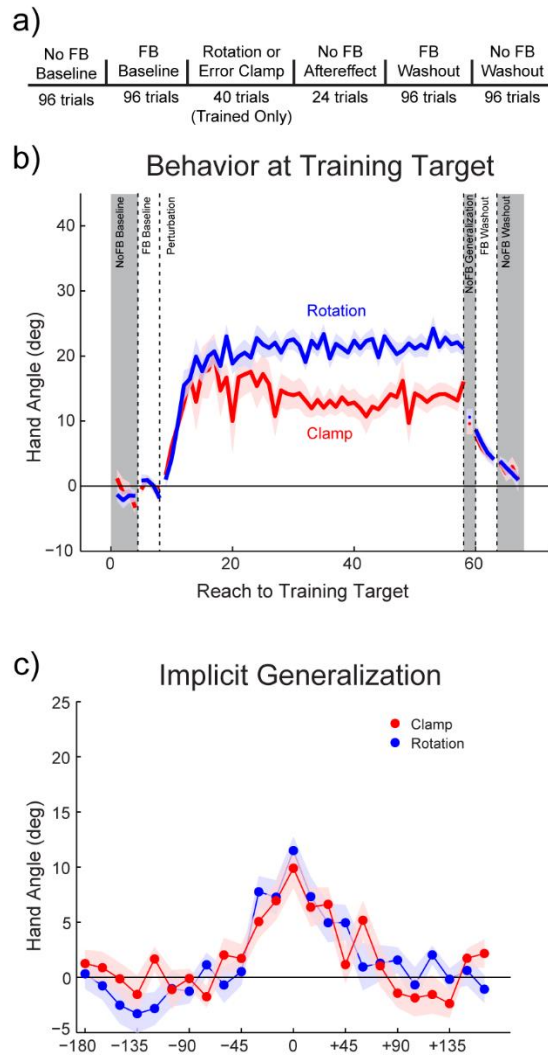 a)
No FB Baseline
FB Baseline
Rotation or Error Clamp
No FB Aftereffect
FB Washout
No FB Washout
96 trials
96 trials
40 trials (Trained Only)
24 trials
96 trials
96 trials
b)
Behavior at Training Target
NoFB Baseline
FB Baseline
Perturbation
NoFB Generalization
FB Washout
NoFB Washout
40
30
20
10
0
−10
Hand Angle (deg)
Rotation
Clamp
0
20
40
60
Reach to Training Target
c)
Implicit Generalization
25
20
15
10
5
0
−5
Hand Angle (deg)
Clamp
Rotation
-180
-135
-90
-45
0
+45
+90
+135